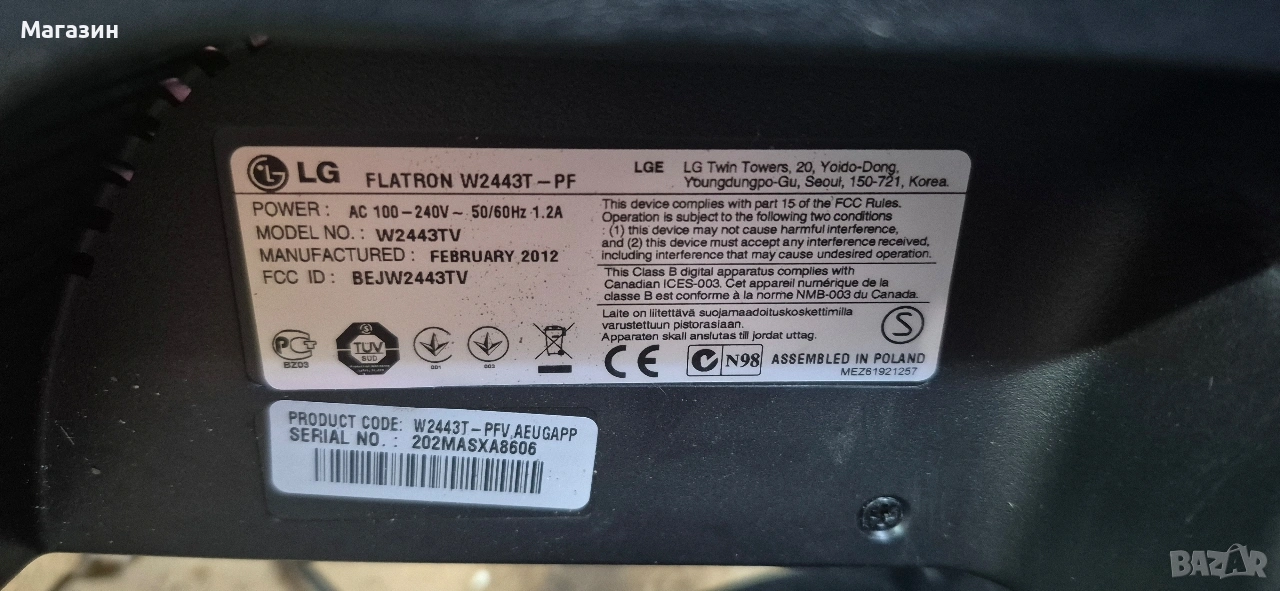 Магазин
LG FLATRON W2443T-PF
LGE LG Twin Towers, 20, Yoido-Dong,
Youngdungpo-Gu, Seoul, 150-721, Korea.
POWER: AC 100-240V~ 50/60Hz 1.2A
MODEL NO.: W2443TV
MANUFACTURED: FEBRUARY 2012
FCC ID: BEJW2443TV
This device complies with part 15 of the FCC Rules.
Operation is subject to the following two conditions
: (1) this device may not cause harmful interference,
and (2) this device must accept any interference received,
including interference that may cause undesired operation.
This Class B digital apparatus complies with
Canadian ICES-003. Cet appareil numérique de la
classe B est conforme à la norme NMB-003 du Canada.
Laite on liitettävä suojamaadoituskoskettimilla
varustettuun pistorasiaan.
Apparaten skall anslutas till jordat uttag.
S
PC
BZ03
S
TUV
SUD
001
003
CE
N98
ASSEMBLED IN POLAND
MEZ61921257
PRODUCT CODE: W2443T-PFV.AEUGAPP
SERIAL NO.: 202MASXA8606
BAZAR